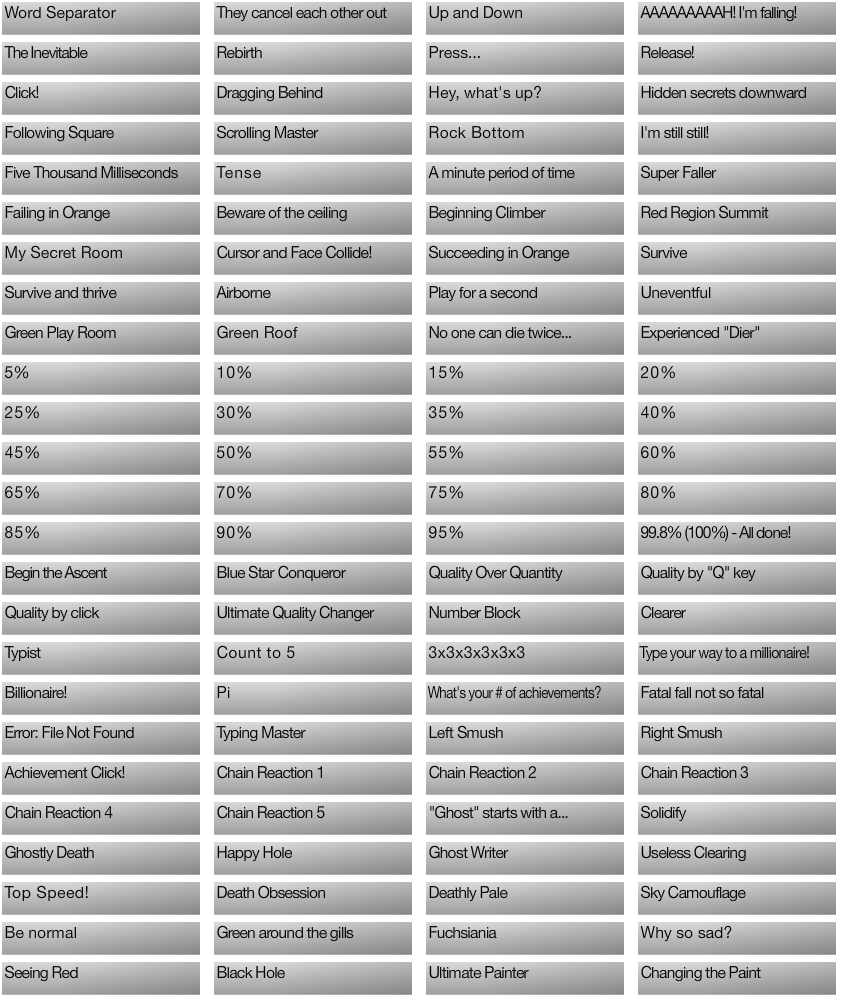 Word Separator
They cancel each other out
Up and Down
AAAAAAAAAH! I'm falling!
The Inevitable
Rebirth
Press...
Release!
Click!
Dragging Behind
Hey, what's up?
Hidden secrets downward
Following Square
Scrolling Master
Rock Bottom
I'm still still!
Five Thousand Milliseconds
Tense
A minute period of time
Super Faller
Failing in Orange
Beware of the ceiling
Beginning Climber
Red Region Summit
My Secret Room
Cursor and Face Collide!
Succeeding in Orange
Survive
Survive and thrive
Airborne
Play for a second
Uneventful
Green Play Room
Green Roof
No one can die twice...
Experienced "Dier"
5%
10%
15%
20%
25%
30%
35%
40%
45%
50%
55%
60%
65%
70%
75%
80%
85%
90%
95%
99.8% (100%) - All done!
Begin the Ascent
Blue Star Conqueror
Quality Over Quantity
Quality by "Q" key
Quality by click
Ultimate Quality Changer
Number Block
Clearer
Typist
Count to 5
3x3x3x3x3x3
Type your way to a millionaire!
Billionaire!
Pi
What's your # of achievements?
Fatal fall not so fatal
Error: File Not Found
Typing Master
Left Smush
Right Smush
Achievement Click!
Chain Reaction 1
Chain Reaction 2
Chain Reaction 3
Chain Reaction 4
Chain Reaction 5
"Ghost" starts with a...
Solidify
Ghostly Death
Happy Hole
Ghost Writer
Useless Clearing
Top Speed!
Death Obsession
Deathly Pale
Sky Camouflage
Be normal
Green around the gills
Fuchsiania
Why so sad?
Seeing Red
Black Hole
Ultimate Painter
Changing the Paint